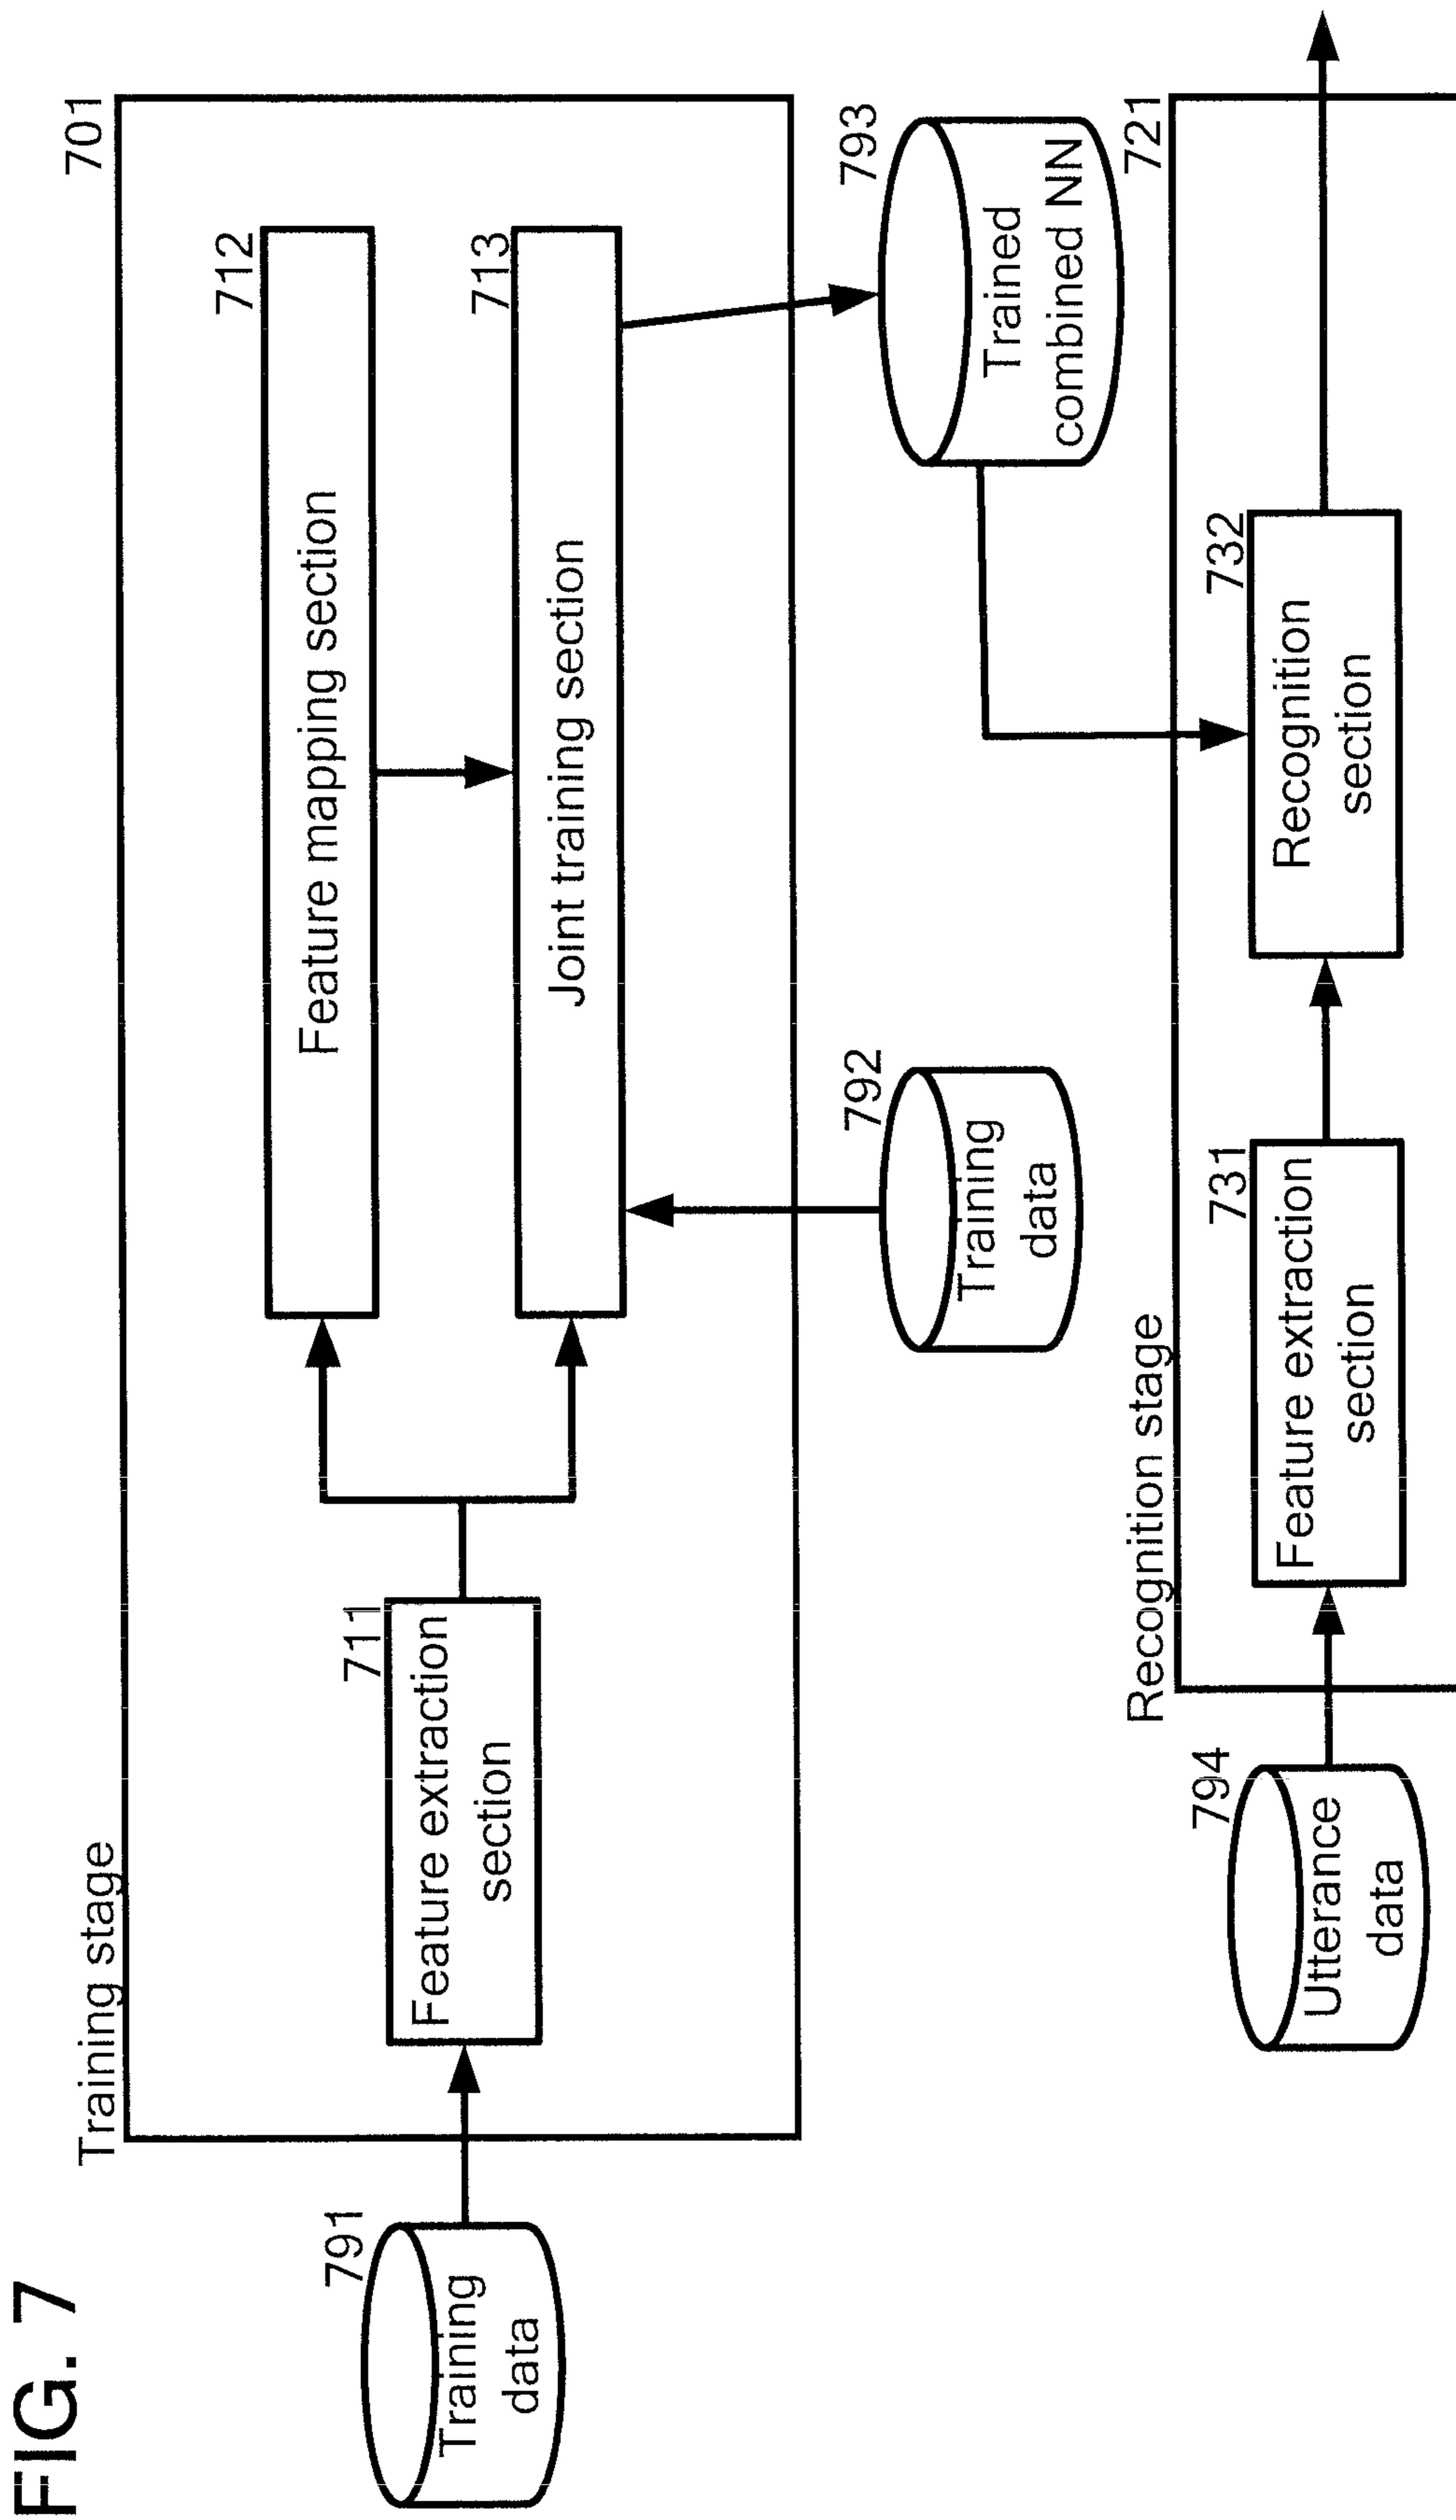 FIG. 7
Training stage
701
791
Training
data
711
Feature extraction
section
712
Feature mapping section
713
Joint training section
792
Training
data
793
Trained
combined NN
Recognition stage
721
794
Utterance
data
731
Feature extraction
section
732
Recognition
section